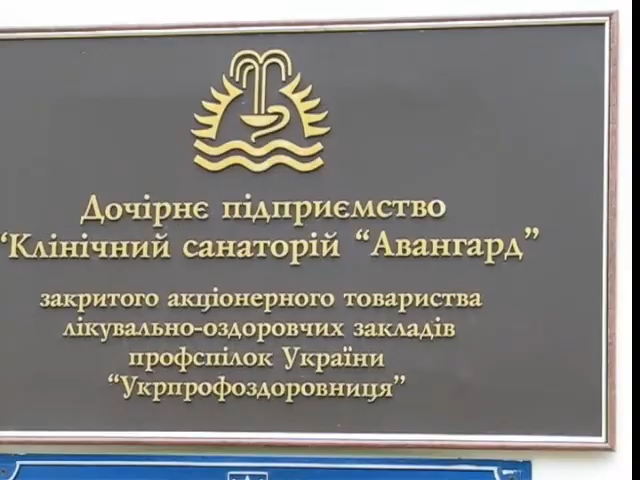 Дочірнє підприємство
“Клінічний санаторій “Авангард”
закритого акціонерного товариства
лікувально-оздоровчих закладів
профспілок України
“Укрпрофоздоровниця”